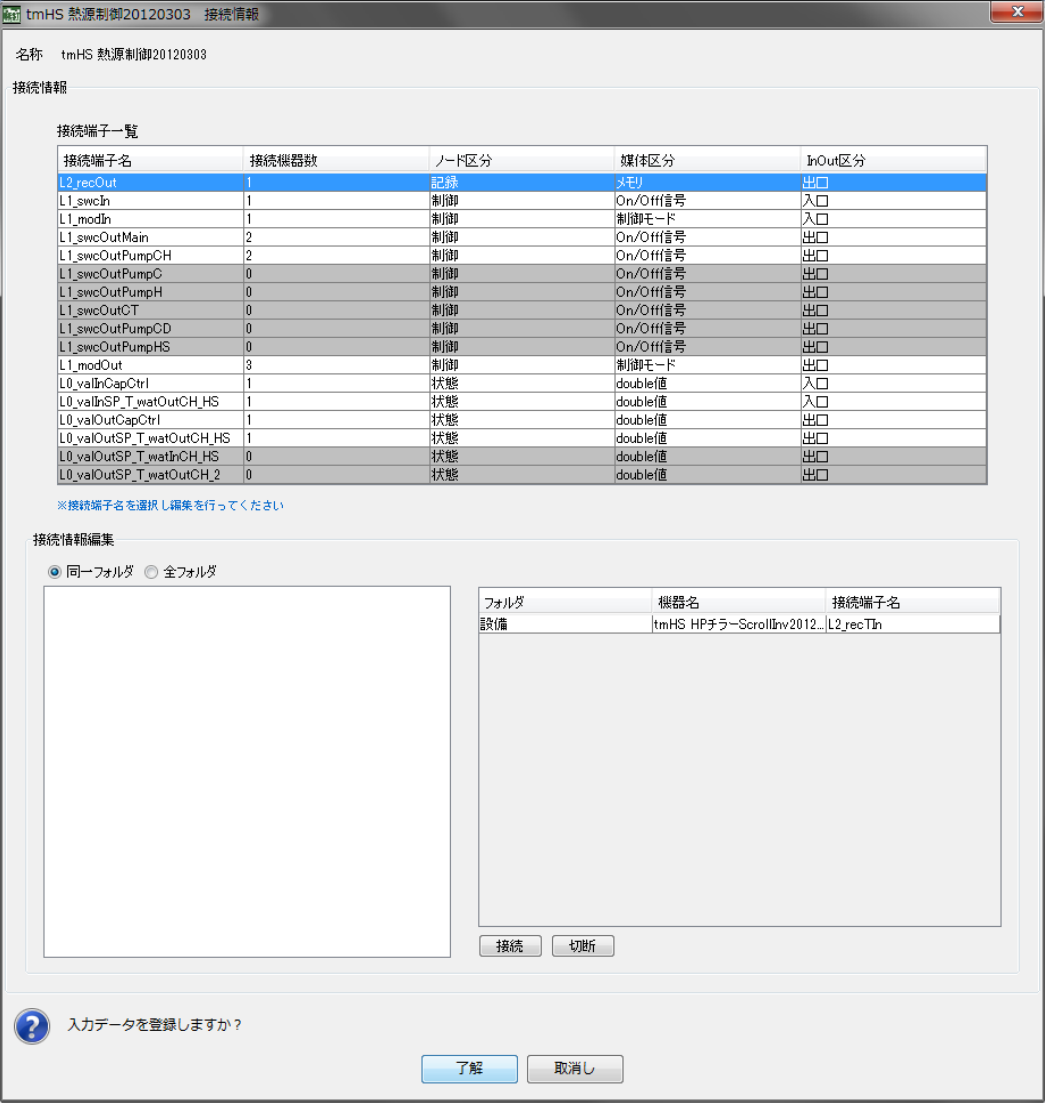 tmHS 熱源制御20120303　接続情報
x
名称　tmHS 熱源制御20120303
接続情報
接続端子一覧
接続端子名 接続機器数 ノード区分 媒体区分 InOut区分
L2_recOut 1 記録 メモリ 出口
L1_swcIn 1 制御 On/Off信号 入口
L1_modIn 1 制御 制御モード 入口
L1_swcOutMain 2 制御 On/Off信号 出口
L1_swcOutPumpCH 2 制御 On/Off信号 出口
L1_swcOutPumpC 0 制御 On/Off信号 出口
L1_swcOutPumpH 0 制御 On/Off信号 出口
L1_swcOutCT 0 制御 On/Off信号 出口
L1_swcOutPumpCD 0 制御 On/Off信号 出口
L1_swcOutPumpHS 0 制御 On/Off信号 出口
L1_modOut 3 制御 制御モード 出口
L0_valInCapCtrl 1 状態 double値 入口
L0_valInSP_T_watOutCH_HS 1 状態 double値 入口
L0_valOutCapCtrl 1 状態 double値 出口
L0_valOutSP_T_watOutCH_HS 1 状態 double値 出口
L0_valOutSP_T_watInCH_HS 0 状態 double値 出口
L0_valOutSP_T_watOutCH_2 0 状態 double値 出口
※接続端子名を選択し編集を行ってください
接続情報編集
同一フォルダ 全フォルダ
フォルダ 機器名 接続端子名
設備 tmHS HPチラーScrollInv2012... L2_recTIn
接続 切断
入力データを登録しますか？
了解 取消し